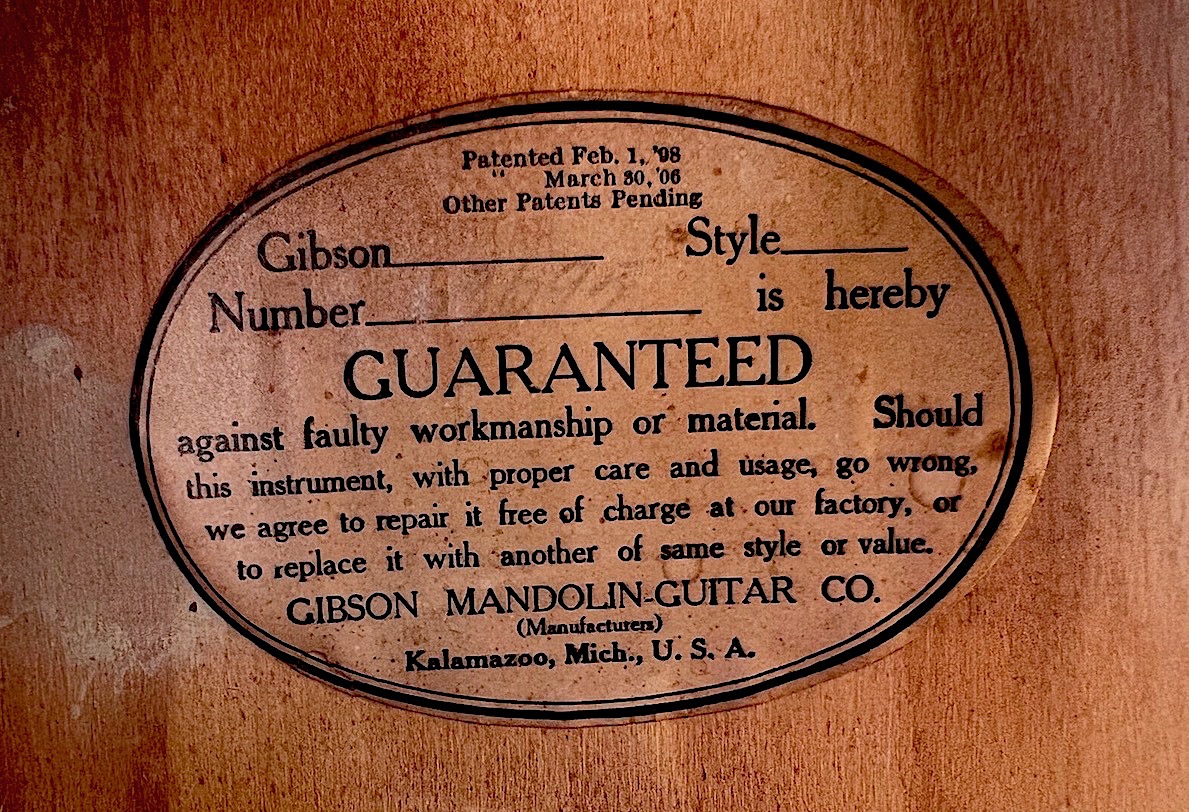 Patented Feb. 1, '98
" March 30, '06
Other Patents Pending
Gibson Style
Number is hereby
GUARANTEED
against faulty workmanship or material. Should
this instrument, with proper care and usage, go wrong,
we agree to repair it free of charge at our factory, or
to replace it with another of same style or value.
GIBSON MANDOLIN-GUITAR CO.
(Manufacturers)
Kalamazoo, Mich., U. S. A.